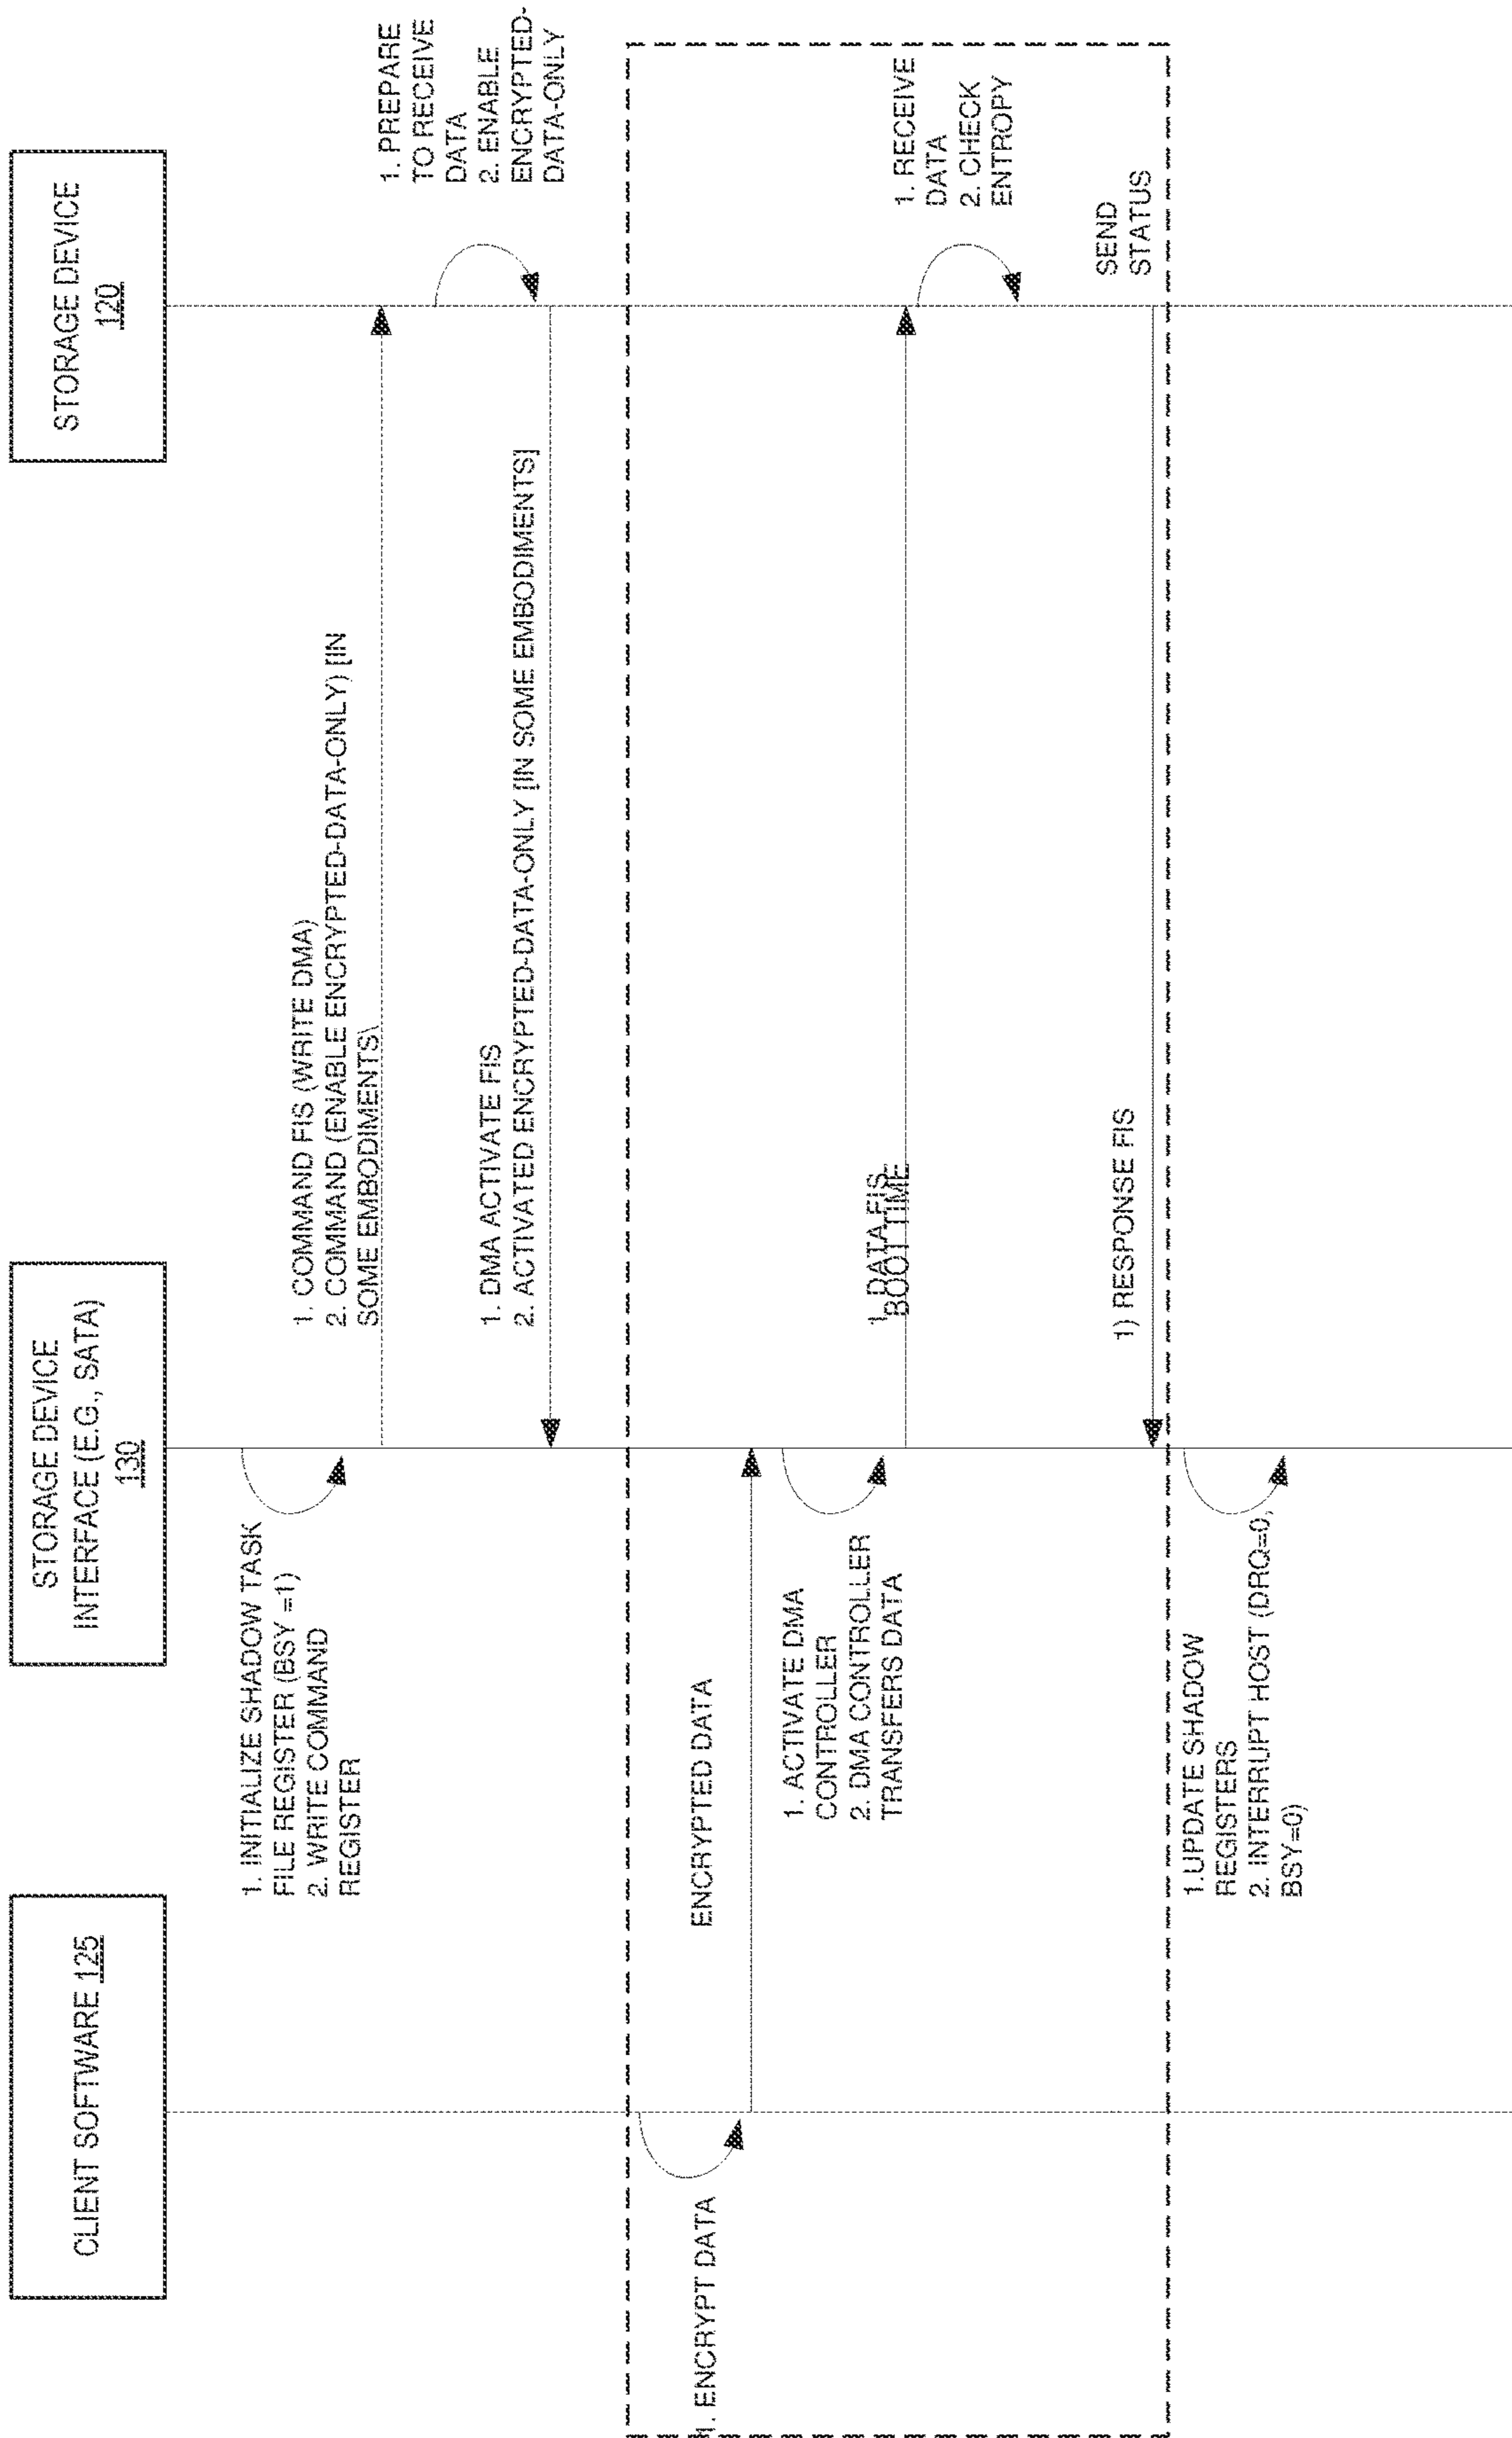 CLIENT SOFTWARE 125
STORAGE DEVICE
INTERFACE (E.G., SATA)
130
STORAGE DEVICE
120
1. INITIALIZE SHADOW TASK
FILE REGISTER (BSY =1)
2. WRITE COMMAND
REGISTER
1. COMMAND FIS (WRITE DMA)
2. COMMAND (ENABLE ENCRYPTED-DATA-ONLY) [IN
SOME EMBODIMENTS\
1. PREPARE
TO RECEIVE
DATA
2. ENABLE
ENCRYPTED-
DATA-ONLY
1. DMA ACTIVATE FIS
2. ACTIVATED ENCRYPTED-DATA-ONLY [IN SOME EMBODIMENTS]
1. ENCRYPT DATA
ENCRYPTED DATA
1. ACTIVATE DMA
CONTROLLER
2. DMA CONTROLLER
TRANSFERS DATA
1. DATA FIS
BOOT TIME
1. RECEIVE
DATA
2. CHECK
ENTROPY
SEND
STATUS
1) RESPONSE FIS
1.UPDATE SHADOW
REGISTERS
2. INTERRUPT HOST (DRQ=0,
BSY=0)